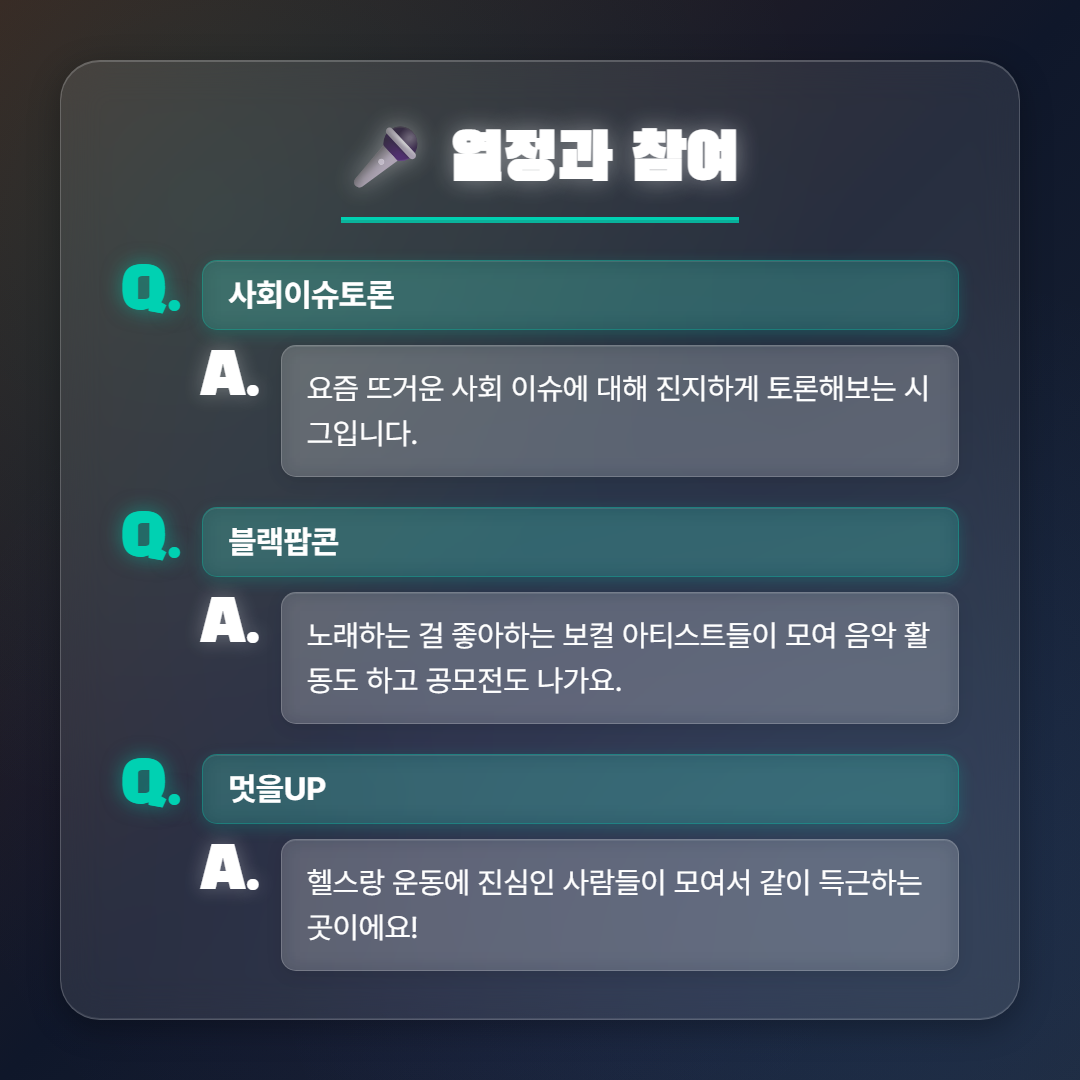 열정과 참여
Q.
사회이슈토론
A.
요즘 뜨거운 사회 이슈에 대해 진지하게 토론해보는 시
그입니다.
Q.
블랙팝콘
A.
노래하는 걸 좋아하는 보컬 아티스트들이 모여 음악 활
동도 하고 공모전도 나가요.
Q.
멋을UP
A.
헬스랑 운동에 진심인 사람들이 모여서 같이 득근하는
곳이에요!